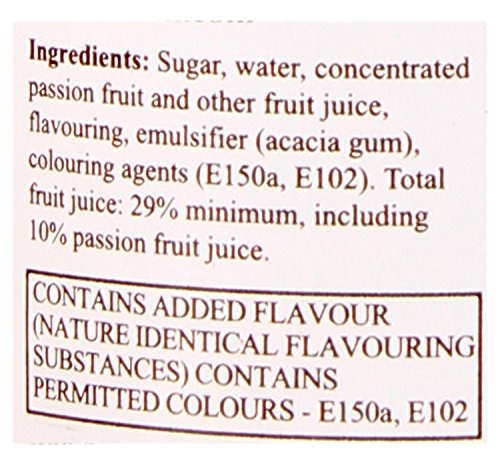 Ingredients: Sugar, water, concentrated
passion fruit and other fruit juice,
flavouring, emulsifier (acacia gum),
colouring agents (E150a, E102). Total
fruit juice: 29% minimum, including
10% passion fruit juice.
CONTAINS ADDED FLAVOUR
(NATURE IDENTICAL FLAVOURING
SUBSTANCES) CONTAINS
PERMITTED COLOURS - E150a, E102